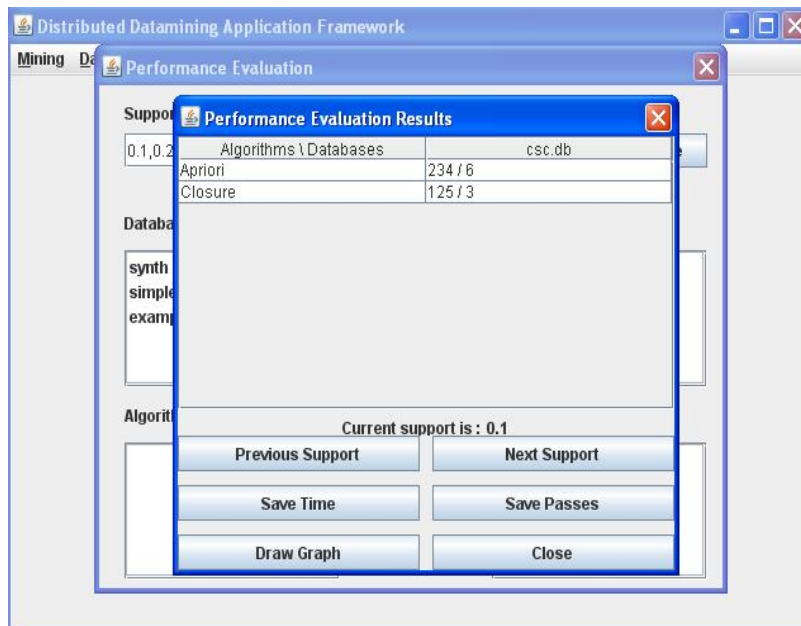 Distributed Datamining Application Framework
Mining
Performance Evaluation
Performance Evaluation Results
0.1,0.2
Algorithms \ Databases csc.db
Apriori 234 / 6
Closure 125 / 3
synth
Current support is : 0.1
Previous Support Next Support
Save Time Save Passes
Draw Graph Close